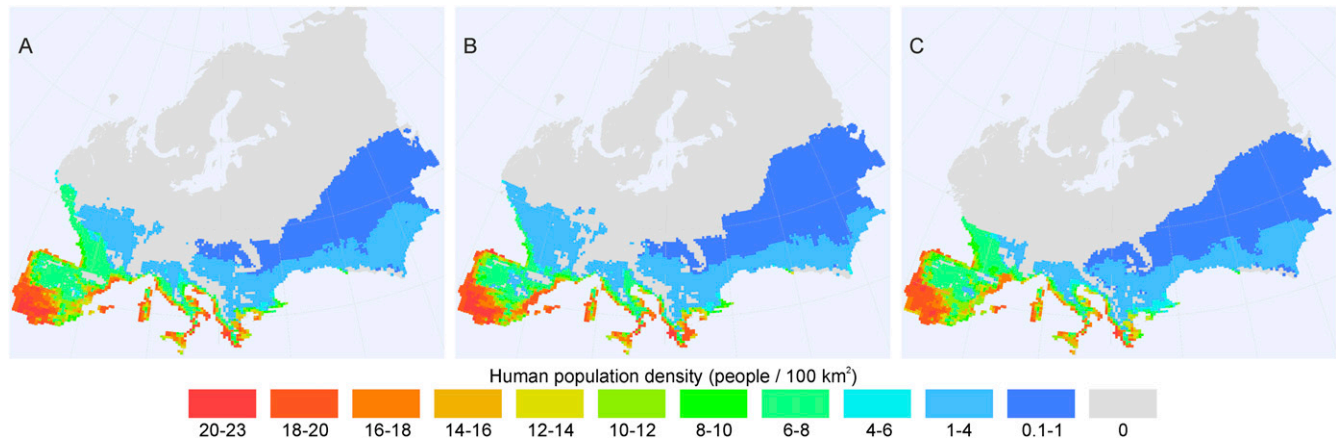 A B C
Human population density (people / 100 km²)
20-23 18-20 16-18 14-16 12-14 10-12 8-10 6-8 4-6 1-4 0.1-1 0